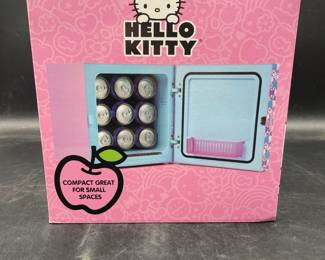 HELLO
KITTY
COMPACT GREAT
FOR SMALL
SPACES